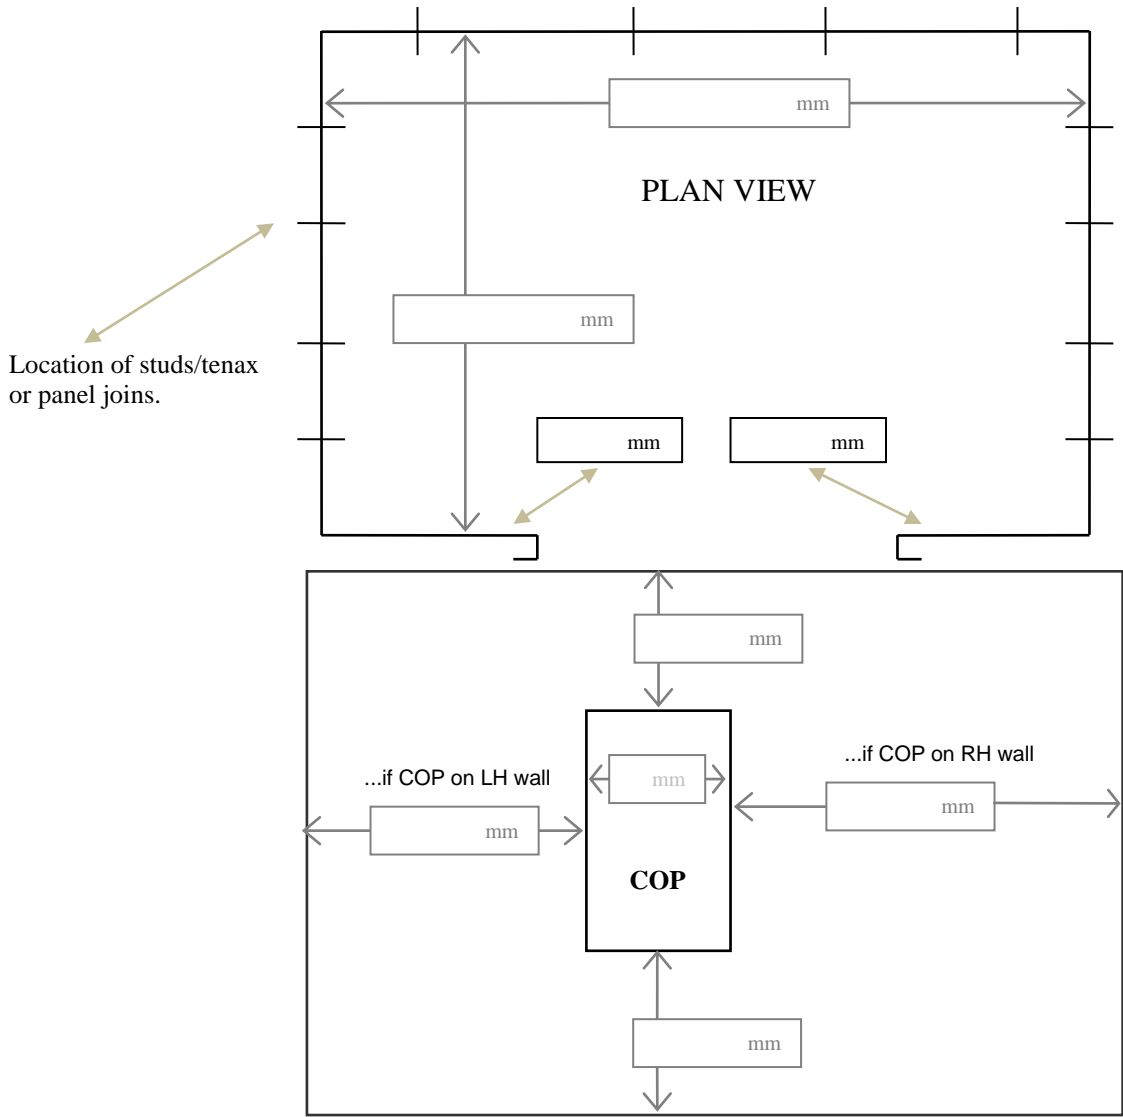 mm
PLAN VIEW
mm
Location of studs/tenax
or panel joins.
mm
mm
mm
...if COP on LH wall
mm
...if COP on RH wall
mm
mm
COP
mm